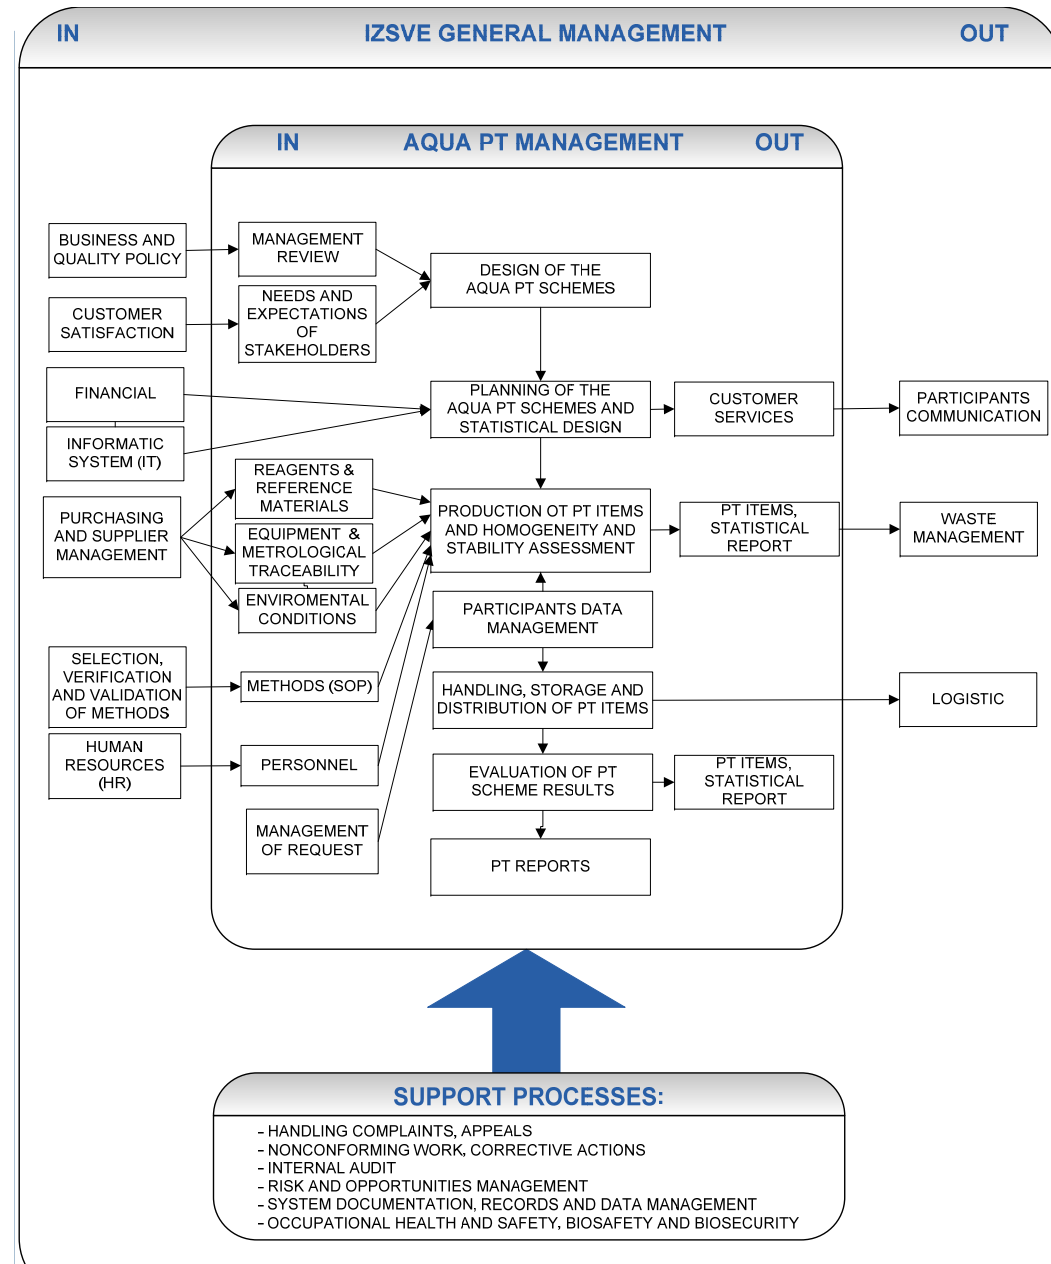 IN
IZSVE GENERAL MANAGEMENT
OUT
IN
AQUA PT MANAGEMENT
OUT
BUSINESS AND
QUALITY POLICY
MANAGEMENT
REVIEW
DESIGN OF THE
AQUA PT SCHEMES
CUSTOMER
SATISFACTION
NEEDS AND
EXPECTATIONS
OF
STAKEHOLDERS
FINANCIAL
PLANNING OF THE
AQUA PT SCHEMES AND
STATISTICAL DESIGN
CUSTOMER
SERVICES
PARTICIPANTS
COMMUNICATION
INFORMATIC
SYSTEM (IT)
REAGENTS &
REFERENCE
MATERIALS
PURCHASING
AND SUPPLIER
MANAGEMENT
EQUIPMENT &
METROLOGICAL
TRACEABILITY
PRODUCTION OT PT ITEMS
AND HOMOGENEITY AND
STABILITY ASSESSMENT
PT ITEMS,
STATISTICAL
REPORT
WASTE
MANAGEMENT
ENVIROMENTAL
CONDITIONS
PARTICIPANTS DATA
MANAGEMENT
SELECTION,
VERIFICATION
AND VALIDATION
OF METHODS
METHODS (SOP)
HANDLING, STORAGE AND
DISTRIBUTION OF PT ITEMS
LOGISTIC
HUMAN
RESOURCES
(HR)
PERSONNEL
EVALUATION OF PT
SCHEME RESULTS
PT ITEMS,
STATISTICAL
REPORT
MANAGEMENT
OF REQUEST
PT REPORTS
SUPPORT PROCESSES:
- HANDLING COMPLAINTS, APPEALS
- NONCONFORMING WORK, CORRECTIVE ACTIONS
- INTERNAL AUDIT
- RISK AND OPPORTUNITIES MANAGEMENT
- SYSTEM DOCUMENTATION, RECORDS AND DATA MANAGEMENT
- OCCUPATIONAL HEALTH AND SAFETY, BIOSAFETY AND BIOSECURITY